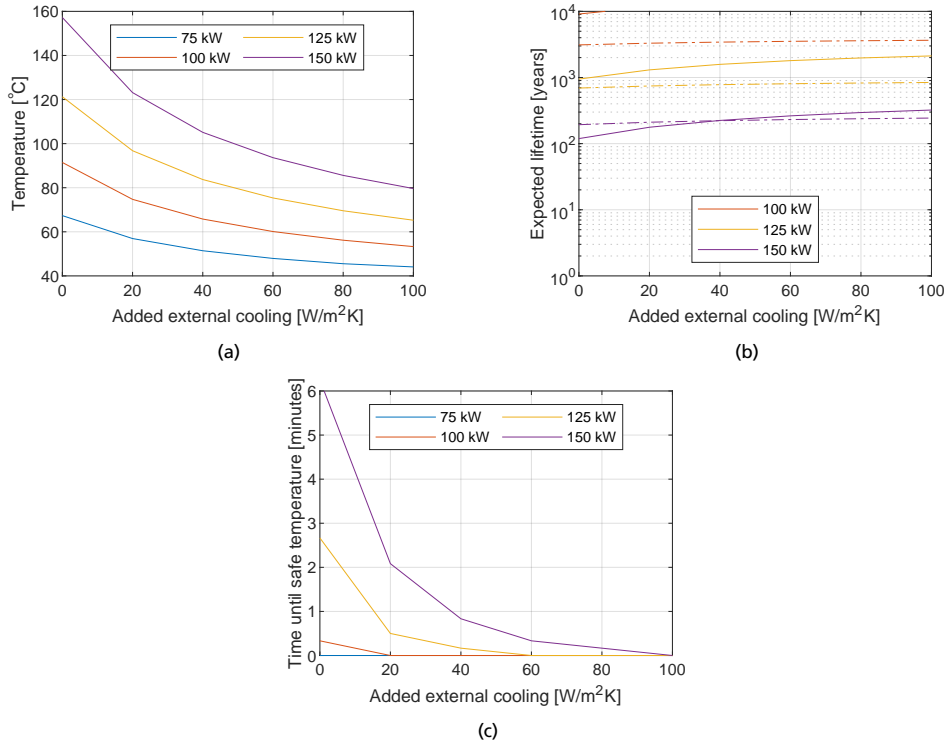 160
140
120
100
80
60
40
0 20 40 60 80 100
Temperature [°C]
Added external cooling [W/m²K]
75 kW 125 kW
100 kW 150 kW
(a)
10⁴
10³
10²
10¹
10⁰
0 20 40 60 80 100
Expected lifetime [years]
Added external cooling [W/m²K]
100 kW
125 kW
150 kW
(b)
6
5
4
3
2
1
0
0 20 40 60 80 100
Time until safe temperature [minutes]
Added external cooling [W/m²K]
75 kW 125 kW
100 kW 150 kW
(c)